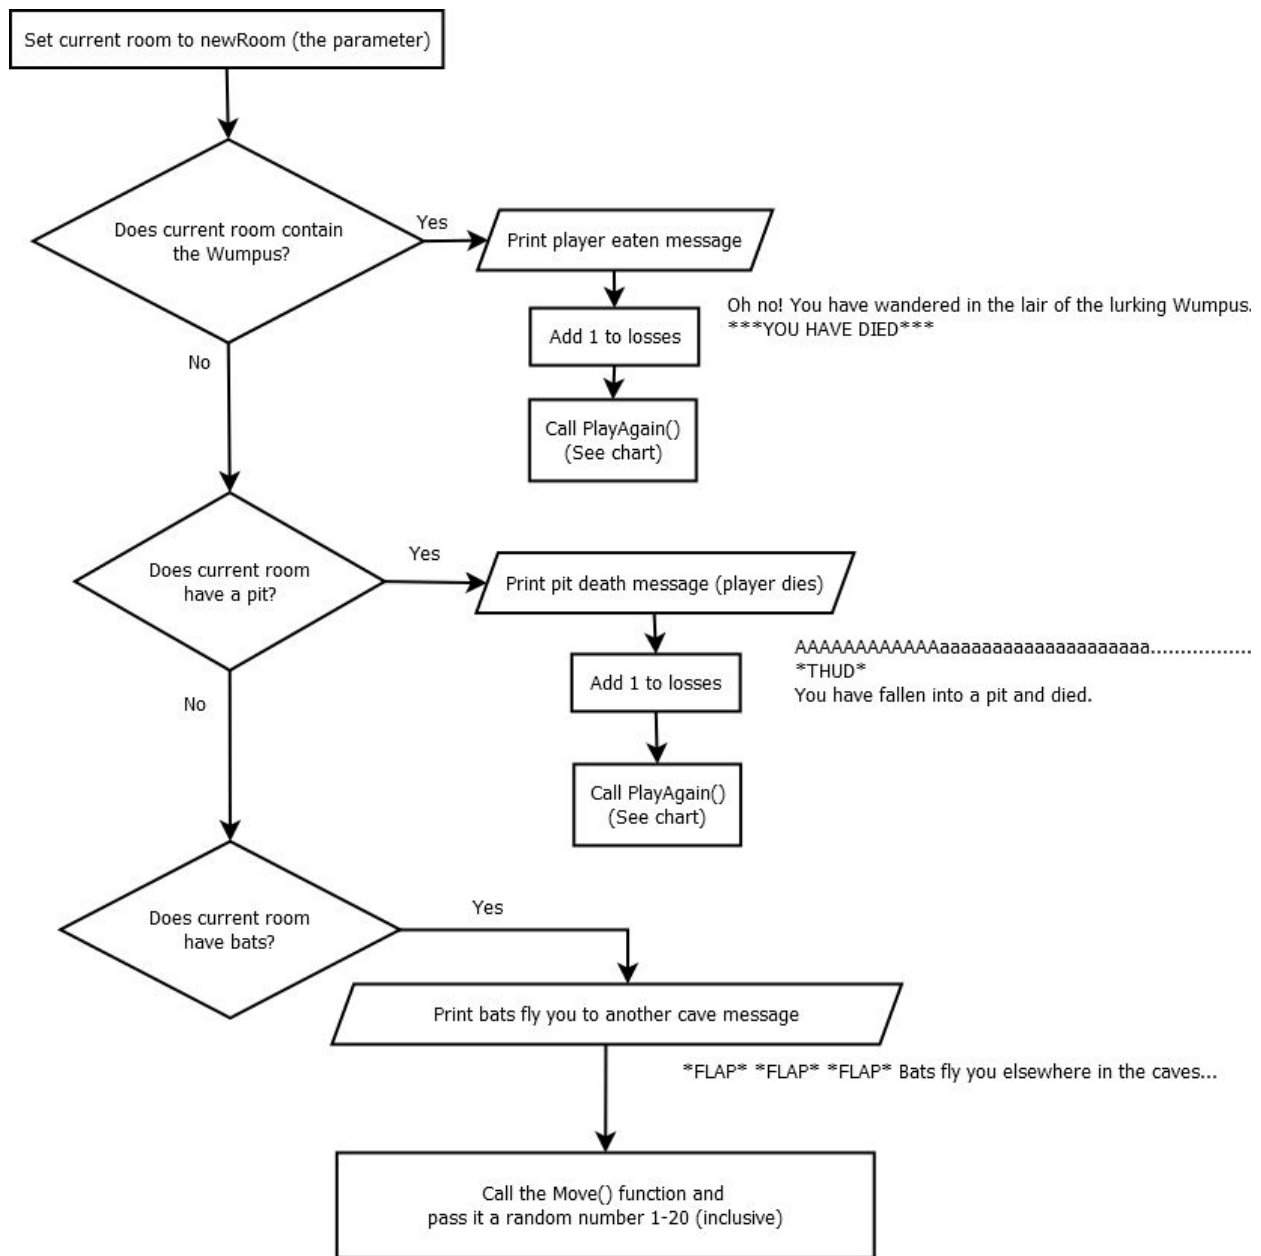 Set current room to newRoom (the parameter)
Does current room contain
the Wumpus?
Yes
Print player eaten message
Oh no! You have wandered in the lair of the lurking Wumpus.
***YOU HAVE DIED***
Add 1 to losses
No
Call PlayAgain()
(See chart)
Does current room
have a pit?
Yes
Print pit death message (player dies)
AAAAAAAAAAAAaaaaaaaaaaaaaaaaaaaa.................
*THUD*
You have fallen into a pit and died.
Add 1 to losses
No
Call PlayAgain()
(See chart)
Does current room
have bats?
Yes
Print bats fly you to another cave message
*FLAP* *FLAP* *FLAP* Bats fly you elsewhere in the caves...
Call the Move() function and
pass it a random number 1-20 (inclusive)